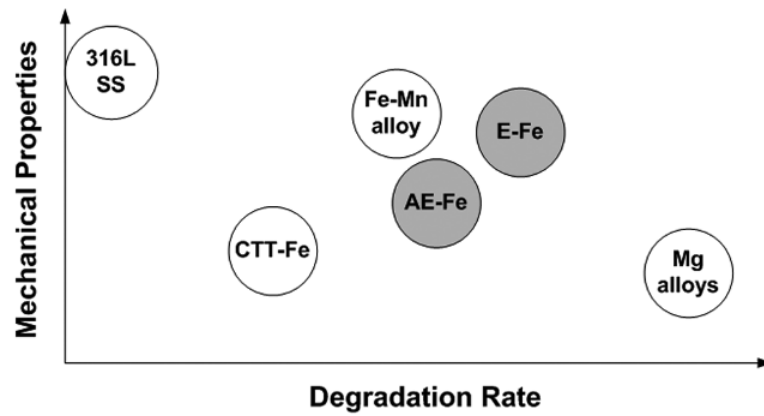 Mechanical Properties
316L
SS
Fe-Mn
alloy
E-Fe
AE-Fe
CTT-Fe
Mg
alloys
Degradation Rate